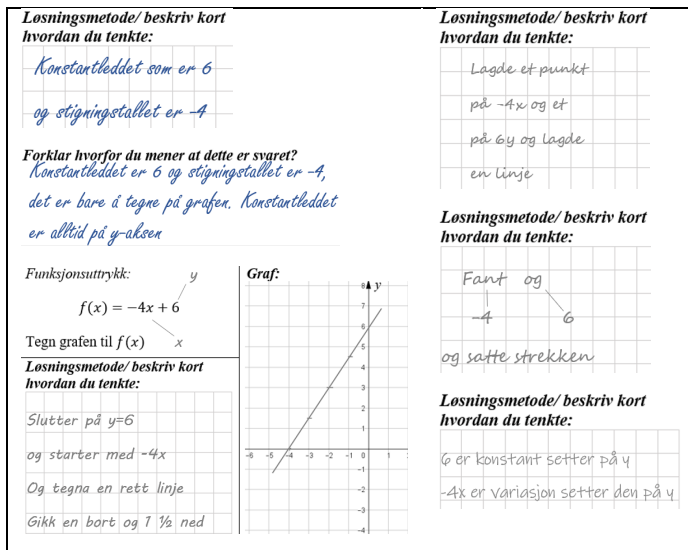 Løsningsmetode/ beskriv kort
hvordan du tenkte:
Konstantleddet som er 6
og stigningstallet er -4
Forklar hvorfor du mener at dette er svaret?
Konstantleddet er 6 og stigningstallet er -4,
det er bare å tegne på grafen. Konstantleddet
er alltid på y-aksen
Funksjonsuttrykk:
y
f(x) = −4x + 6
Tegn grafen til f(x)
x
Løsningsmetode/ beskriv kort
hvordan du tenkte:
Slutter på y=6
og starter med -4x
Og tegna en rett linje
Gikk en bort og 1 ½ ned
Graf:
y
8
7
6
5
4
3
2
1
-6 -5 -4 -3 -2 -1 0 1 2
-1
-2
-3
-4
Løsningsmetode/ beskriv kort
hvordan du tenkte:
Lagde et punkt
på -4x og et
på 6y og lagde
en linje
Løsningsmetode/ beskriv kort
hvordan du tenkte:
Fant og
-4 6
og satte strekken
Løsningsmetode/ beskriv kort
hvordan du tenkte:
6 er konstant setter på y
-4x er variasjon setter den på y